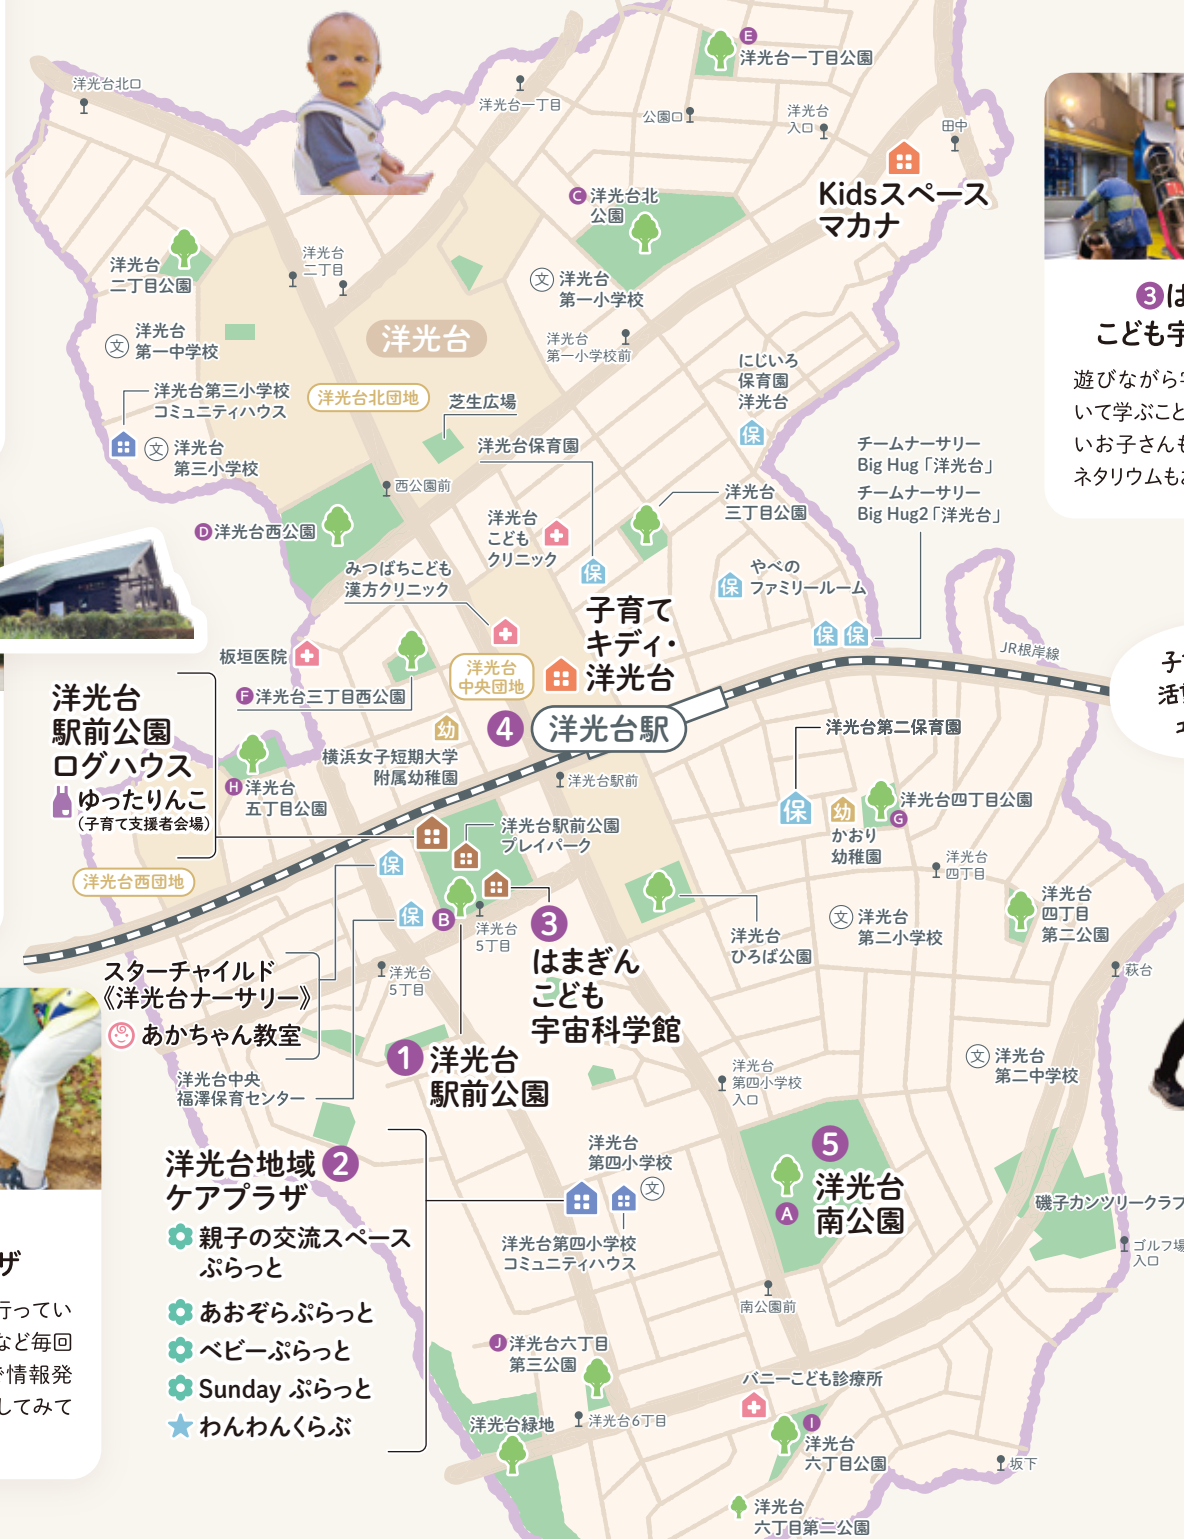 洋光台北口
洋光台一丁目
E
洋光台一丁目公園
公園口
洋光台
入口
田中
Kidsスペース
マカナ
C 洋光台北
公園
洋光台
二丁目公園
洋光台
二丁目
文 洋光台
第一小学校
洋光台
第一小学校前
文 洋光台
第一中学校
洋光台
洋光台第三小学校
コミュニティハウス
洋光台北団地
芝生広場
文 洋光台
第三小学校
洋光台保育園
にじいろ
保育園
洋光台
保
チームナーサリー
Big Hug「洋光台」
チームナーサリー
Big Hug2「洋光台」
西公園前
D 洋光台西公園
洋光台
こども
クリニック
洋光台
三丁目公園
みつばちこども
漢方クリニック
保
保 やべの
ファミリールーム
子育て
キディ・
洋光台
保 保
JR根岸線
板垣医院
洋光台
中央団地
F 洋光台三丁目西公園
4 洋光台駅
幼
横浜女子短期大学
附属幼稚園
洋光台
駅前公園
ログハウス
ゆったりんこ
(子育て支援者会場)
H 洋光台
五丁目公園
洋光台駅前
洋光台第二保育園
保
幼
かおり
幼稚園
洋光台四丁目公園
G
洋光台西団地
洋光台駅前公園
プレイパーク
保
保
B
洋光台
5丁目
洋光台
5丁目
3
はまぎん
こども
宇宙科学館
洋光台
ひろば公園
洋光台
四丁目
文 洋光台
第二小学校
洋光台
四丁目
第二公園
萩台
スターチャイルド
《洋光台ナーサリー》
あかちゃん教室
洋光台中央
福澤保育センター
1 洋光台
駅前公園
洋光台
第四小学校
入口
文 洋光台
第二中学校
洋光台地域 2
ケアプラザ
親子の交流スペース
ぷらっと
あおぞらぷらっと
ベビーぷらっと
Sunday ぷらっと
わんわんくらぶ
洋光台
第四小学校
文
洋光台第四小学校
コミュニティハウス
5
洋光台
南公園
A
南公園前
磯子カンツリークラブ
ゴルフ場
入口
J 洋光台六丁目
第三公園
洋光台緑地
洋光台6丁目
バニーこども診療所
I
洋光台
六丁目公園
坂下
洋光台
六丁目第二公園
3 は
こども宇
遊びながら宇
いて学ぶこと
いお子さんも
ネタリウムもあ
子
活
ザ
行ってい
など毎回
情報発
してみて